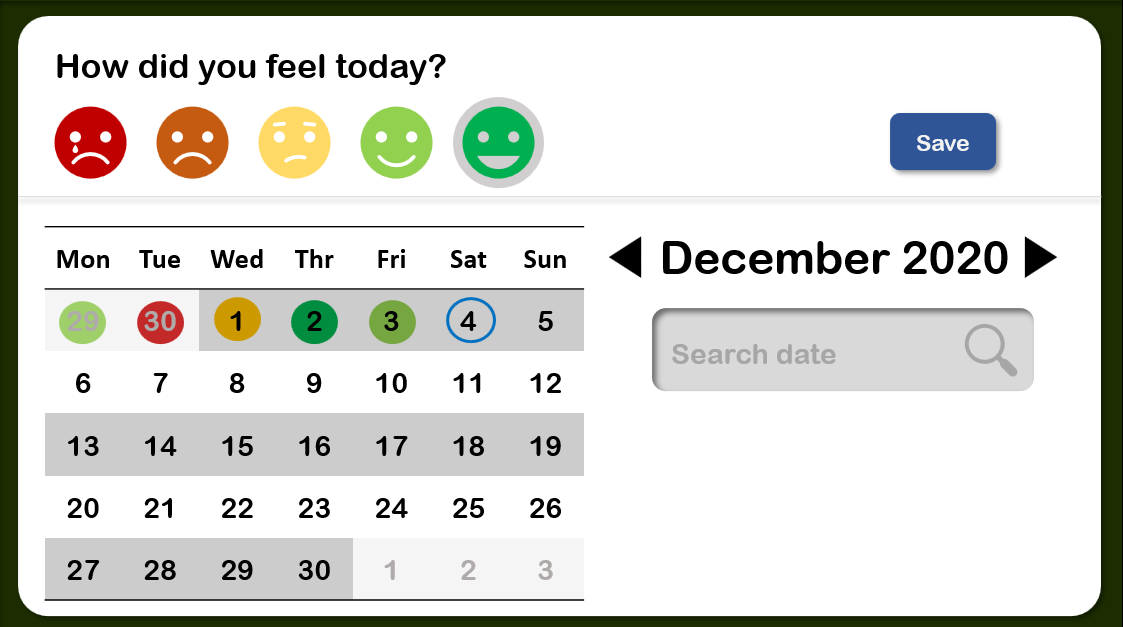 How did you feel today?
Save
Mon Tue Wed Thr Fri Sat Sun
December 2020
29 30 1 2 3 4 5
Search date
6 7 8 9 10 11 12
13 14 15 16 17 18 19
20 21 22 23 24 25 26
27 28 29 30 1 2 3